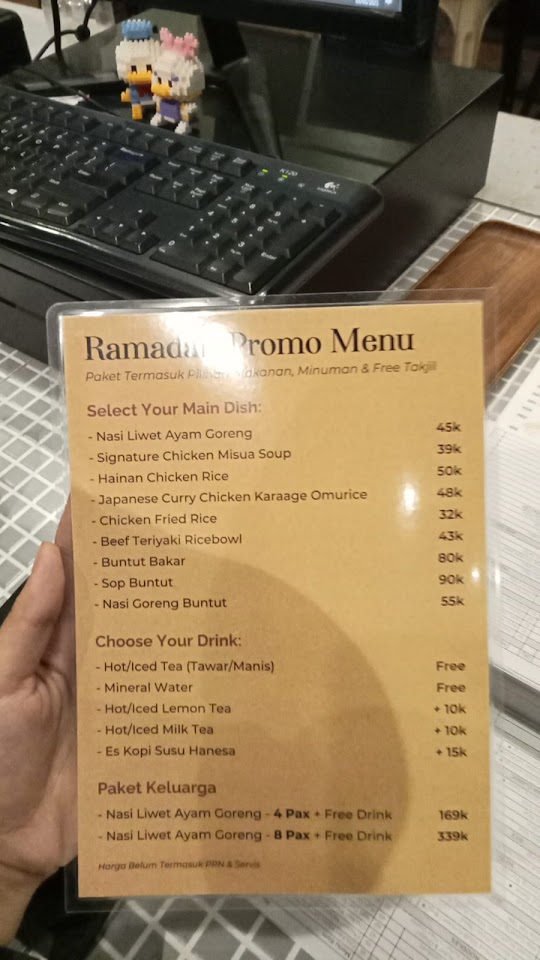 N120
Ramadan Promo Menu
Paket Termasuk Pilihan Makanan, Minuman & Free Takjil
Select Your Main Dish:
- Nasi Liwet Ayam Goreng 45k
- Signature Chicken Misua Soup 39k
- Hainan Chicken Rice 50k
- Japanese Curry Chicken Karaage Omurice 48k
- Chicken Fried Rice 32k
- Beef Teriyaki Ricebowl 43k
- Buntut Bakar 80k
- Sop Buntut 90k
- Nasi Goreng Buntut 55k
Choose Your Drink:
- Hot/Iced Tea (Tawar/Manis) Free
- Mineral Water Free
- Hot/Iced Lemon Tea + 10k
- Hot/Iced Milk Tea + 10k
- Es Kopi Susu Hanesa + 15k
Paket Keluarga
- Nasi Liwet Ayam Goreng - 4 Pax + Free Drink 169k
- Nasi Liwet Ayam Goreng - 8 Pax + Free Drink 339k
Harga Belum Termasuk PPN & Servis